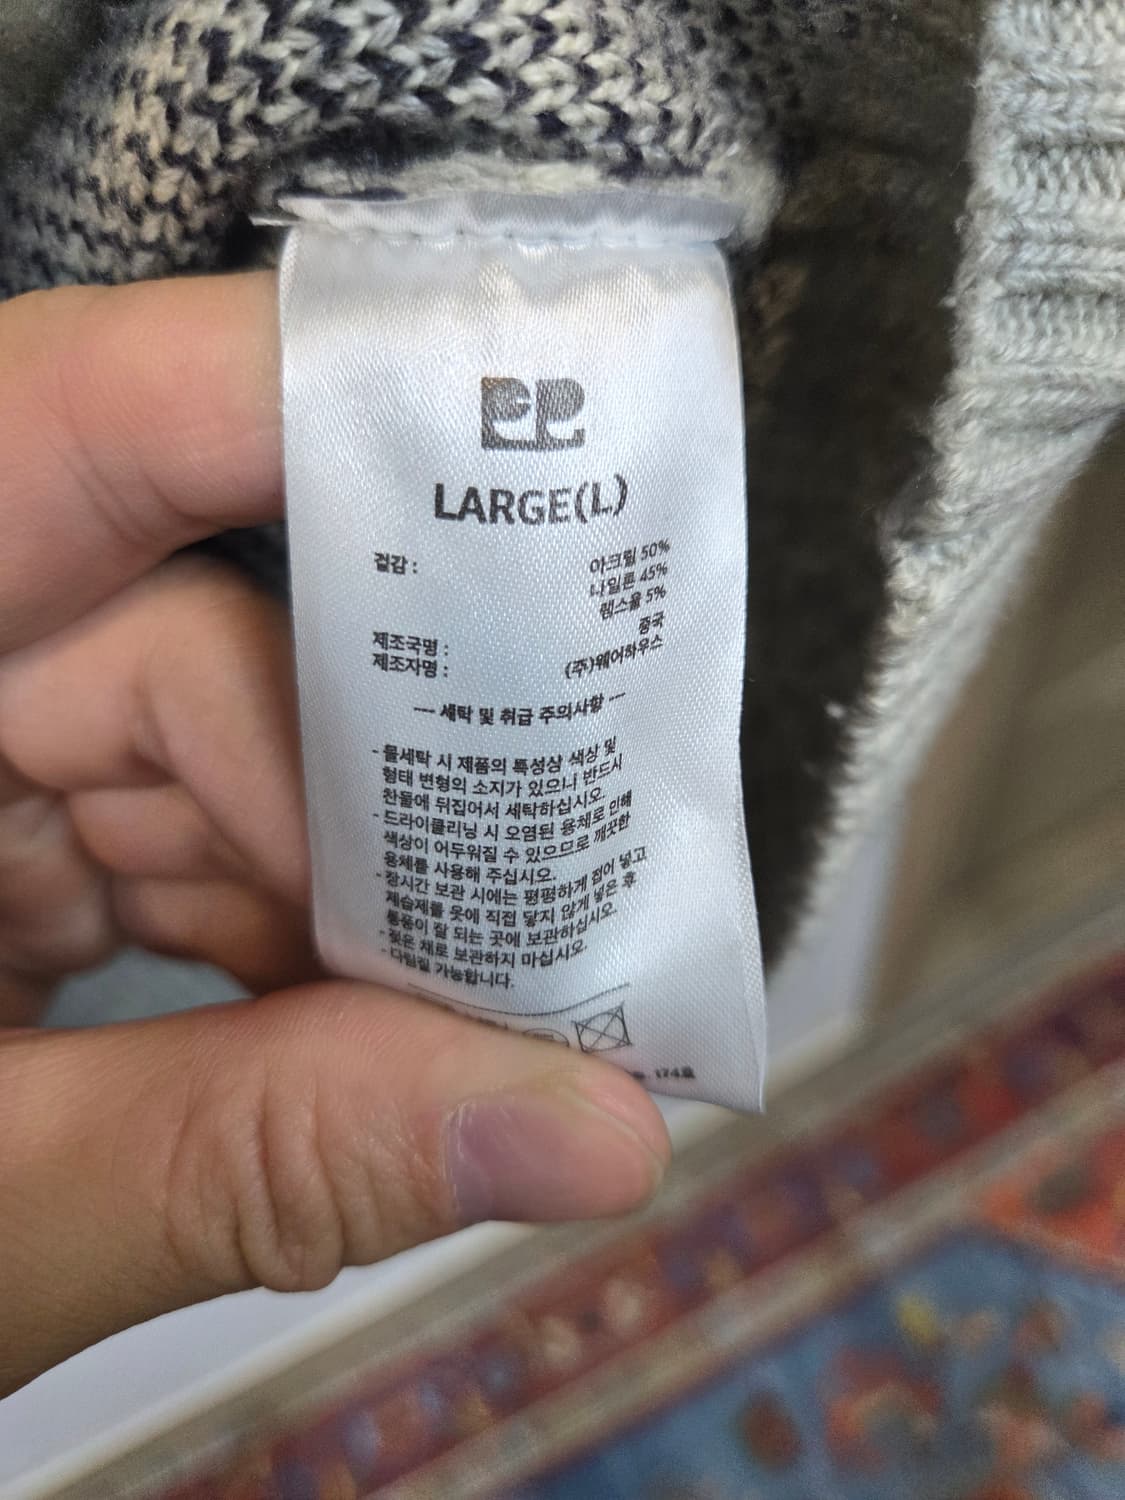 LARGE(L)
겉감 : 아크릴 50%
나일론 45%
램스울 5%
제조국명 : 중국
제조자명 : (주)웨어하우스
--- 세탁 및 취급 주의사항 ---
- 물세탁 시 제품의 특성상 색상 및
형태 변형의 소지가 있으니 반드시
찬물에 뒤집어서 세탁하십시오.
- 드라이클리닝 시 오염된 용체로 인해
색상이 어두워질 수 있으므로 깨끗한
용체를 사용해 주십시오.
- 장시간 보관 시에는 평평하게 접어 넣고
제습제를 옷에 직접 닿지 않게 넣은 후
통풍이 잘 되는 곳에 보관하십시오.
- 젖은 채로 보관하지 마십시오.
- 다림질 가능합니다.
174호